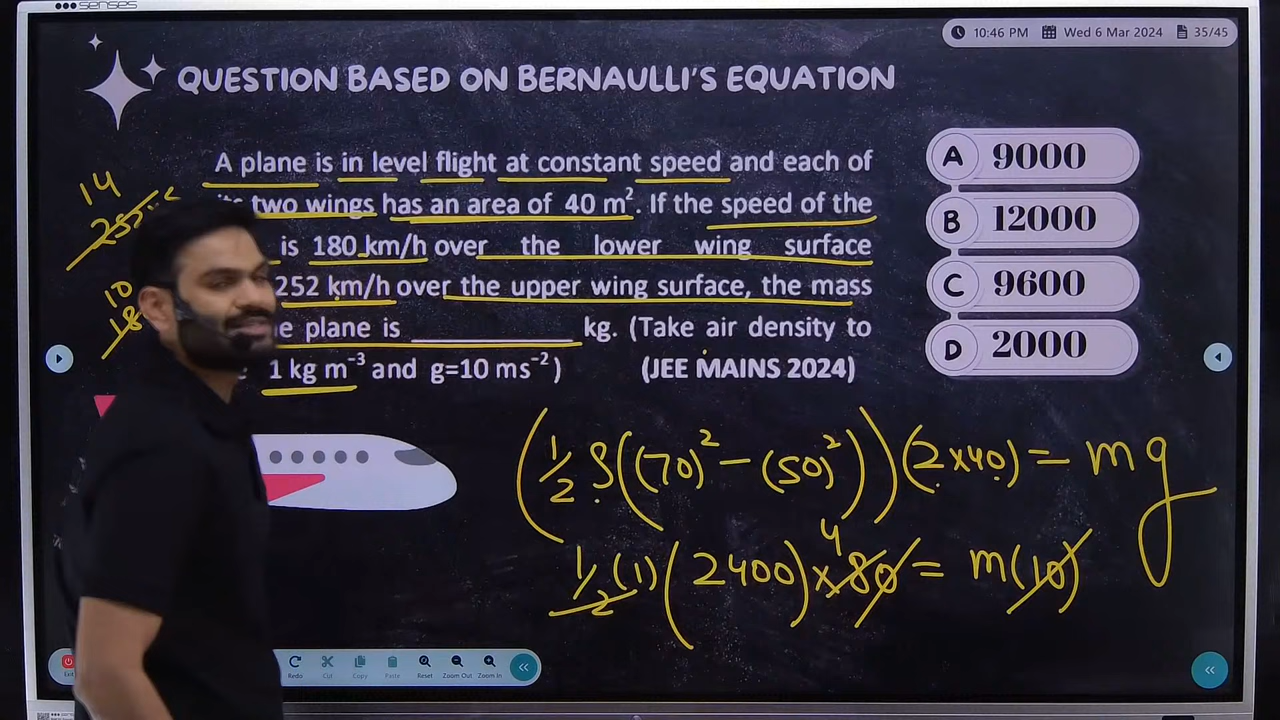 senses
10:46 PM Wed 6 Mar 2024 35/45
QUESTION BASED ON BERNAULLI'S EQUATION
A plane is in level flight at constant speed and each of
two wings has an area of 40 m². If the speed of the
is 180 km/h over the lower wing surface
252 km/h over the upper wing surface, the mass
plane is ____________ kg. (Take air density to
1 kg m⁻³ and g=10 ms⁻²) (JEE MAINS 2024)
A 9000
B 12000
C 9600
D 2000
14
10
18
(1/2 ρ((70)² − (50)²))(2×40) = mg
1/2 (1)(2400)×80 = m(10)
4
Redo Cut Copy Paste Reset Zoom Out Zoom In